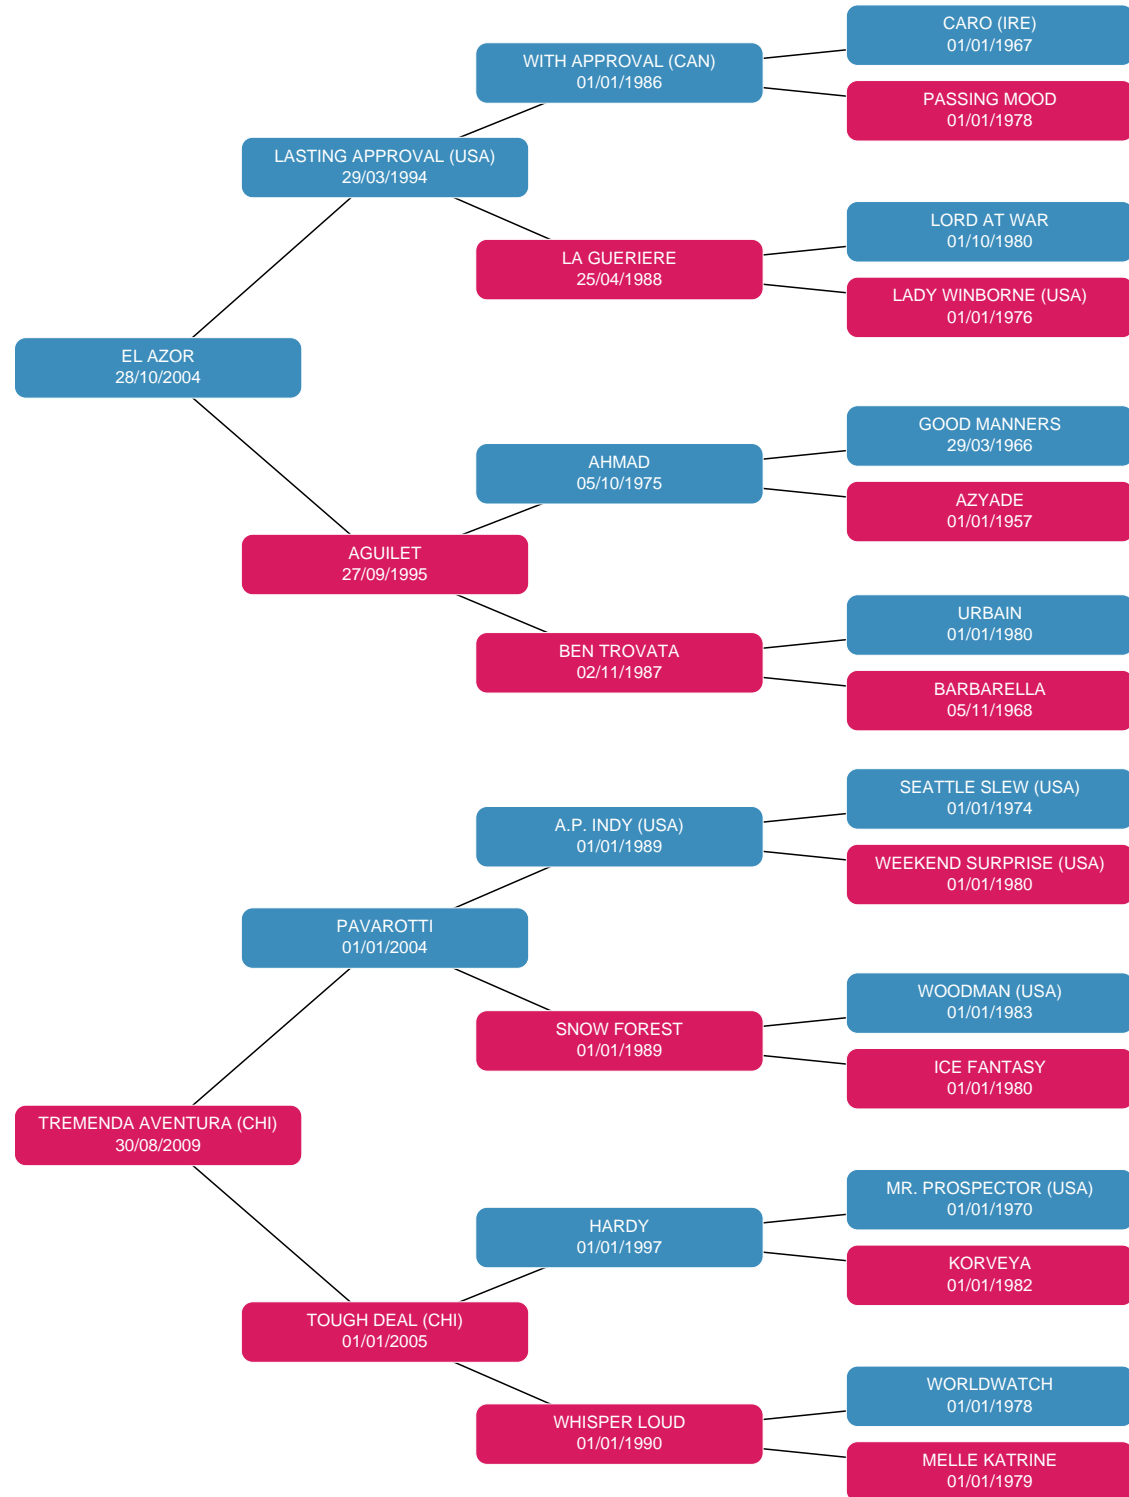 CARO (IRE)
01/01/1967
WITH APPROVAL (CAN)
01/01/1986
PASSING MOOD
01/01/1978
LASTING APPROVAL (USA)
29/03/1994
LORD AT WAR
01/10/1980
LA GUERIERE
25/04/1988
LADY WINBORNE (USA)
01/01/1976
EL AZOR
28/10/2004
GOOD MANNERS
29/03/1966
AHMAD
05/10/1975
AZYADE
01/01/1957
AGUILET
27/09/1995
URBAIN
01/01/1980
BEN TROVATA
02/11/1987
BARBARELLA
05/11/1968
SEATTLE SLEW (USA)
01/01/1974
A.P. INDY (USA)
01/01/1989
WEEKEND SURPRISE (USA)
01/01/1980
PAVAROTTI
01/01/2004
WOODMAN (USA)
01/01/1983
SNOW FOREST
01/01/1989
ICE FANTASY
01/01/1980
TREMENDA AVENTURA (CHI)
30/08/2009
MR. PROSPECTOR (USA)
01/01/1970
HARDY
01/01/1997
KORVEYA
01/01/1982
TOUGH DEAL (CHI)
01/01/2005
WORLDWATCH
01/01/1978
WHISPER LOUD
01/01/1990
MELLE KATRINE
01/01/1979